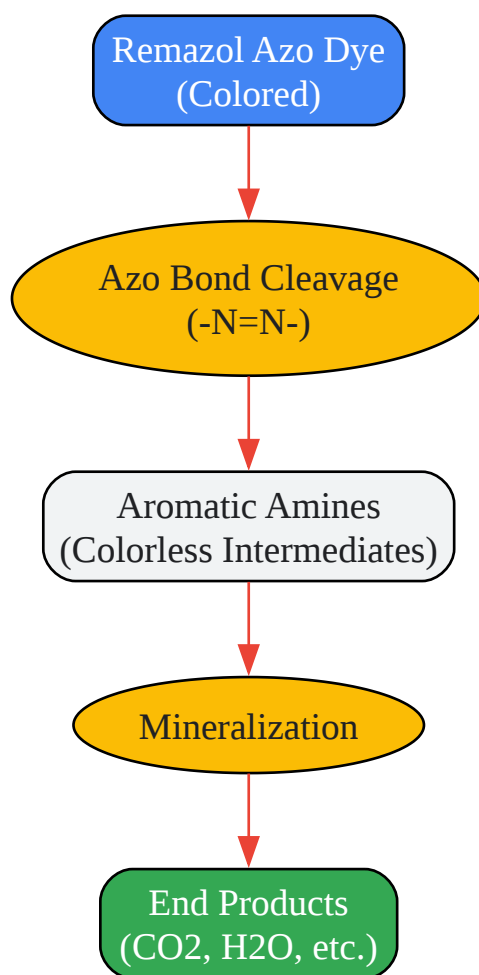 Remazol Azo Dye
(Colored)
Azo Bond Cleavage
(-N=N-)
Aromatic Amines
(Colorless Intermediates)
Mineralization
End Products
(CO2, H2O, etc.)